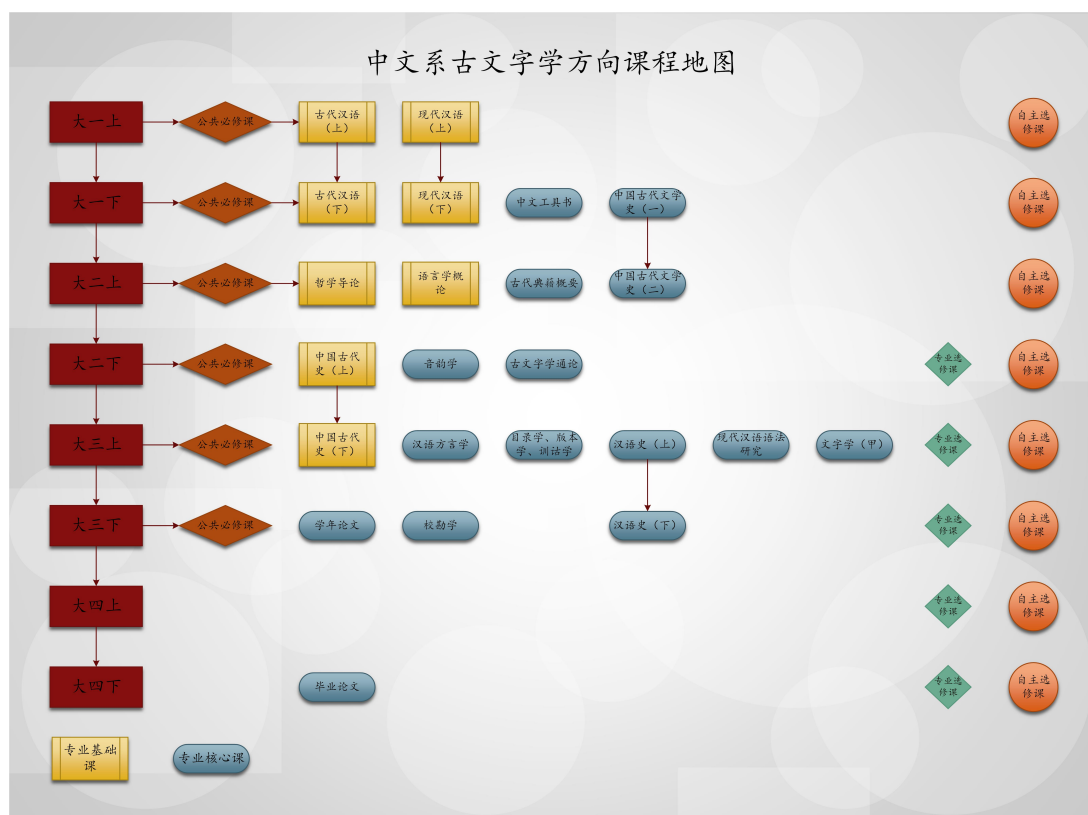 中文系古文字学方向课程地图
大一上
公共必修课
古代汉语
（上）
现代汉语
（上）
自主选
修课
大一下
公共必修课
古代汉语
（下）
现代汉语
（下）
中文工具书
中国古代文学
史（一）
自主选
修课
大二上
公共必修课
哲学导论
语言学概
论
古代典籍概要
中国古代文学
史（二）
自主选
修课
大二下
公共必修课
中国古代
史（上）
音韵学
古文字学通论
专业选
修课
自主选
修课
大三上
公共必修课
中国古代
史（下）
汉语方言学
目录学、版本
学、训诂学
汉语史（上）
现代汉语语法
研究
文字学（甲）
专业选
修课
自主选
修课
大三下
公共必修课
学年论文
校勘学
汉语史（下）
专业选
修课
自主选
修课
大四上
专业选
修课
自主选
修课
大四下
毕业论文
专业选
修课
自主选
修课
专业基础
课
专业核心课